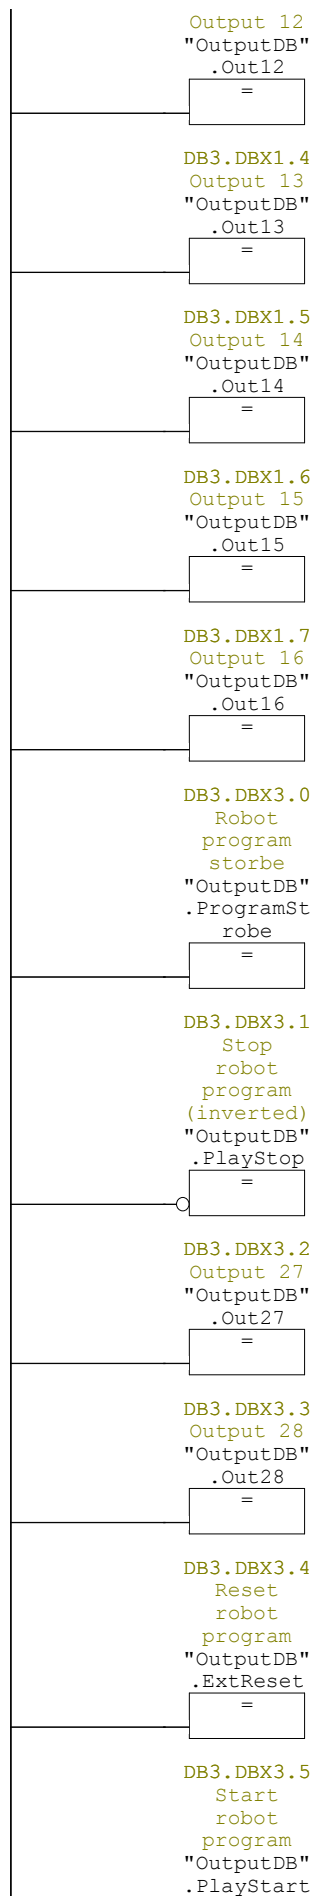 Output 12
"OutputDB"
.Out12
=
DB3.DBX1.4
Output 13
"OutputDB"
.Out13
=
DB3.DBX1.5
Output 14
"OutputDB"
.Out14
=
DB3.DBX1.6
Output 15
"OutputDB"
.Out15
=
DB3.DBX1.7
Output 16
"OutputDB"
.Out16
=
DB3.DBX3.0
Robot
program
storbe
"OutputDB"
.ProgramSt
robe
=
DB3.DBX3.1
Stop
robot
program
(inverted)
"OutputDB"
.PlayStop
=
DB3.DBX3.2
Output 27
"OutputDB"
.Out27
=
DB3.DBX3.3
Output 28
"OutputDB"
.Out28
=
DB3.DBX3.4
Reset
robot
program
"OutputDB"
.ExtReset
=
DB3.DBX3.5
Start
robot
program
"OutputDB"
.PlayStart